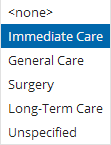 <none>
Immediate Care
General Care
Surgery
Long-Term Care
Unspecified